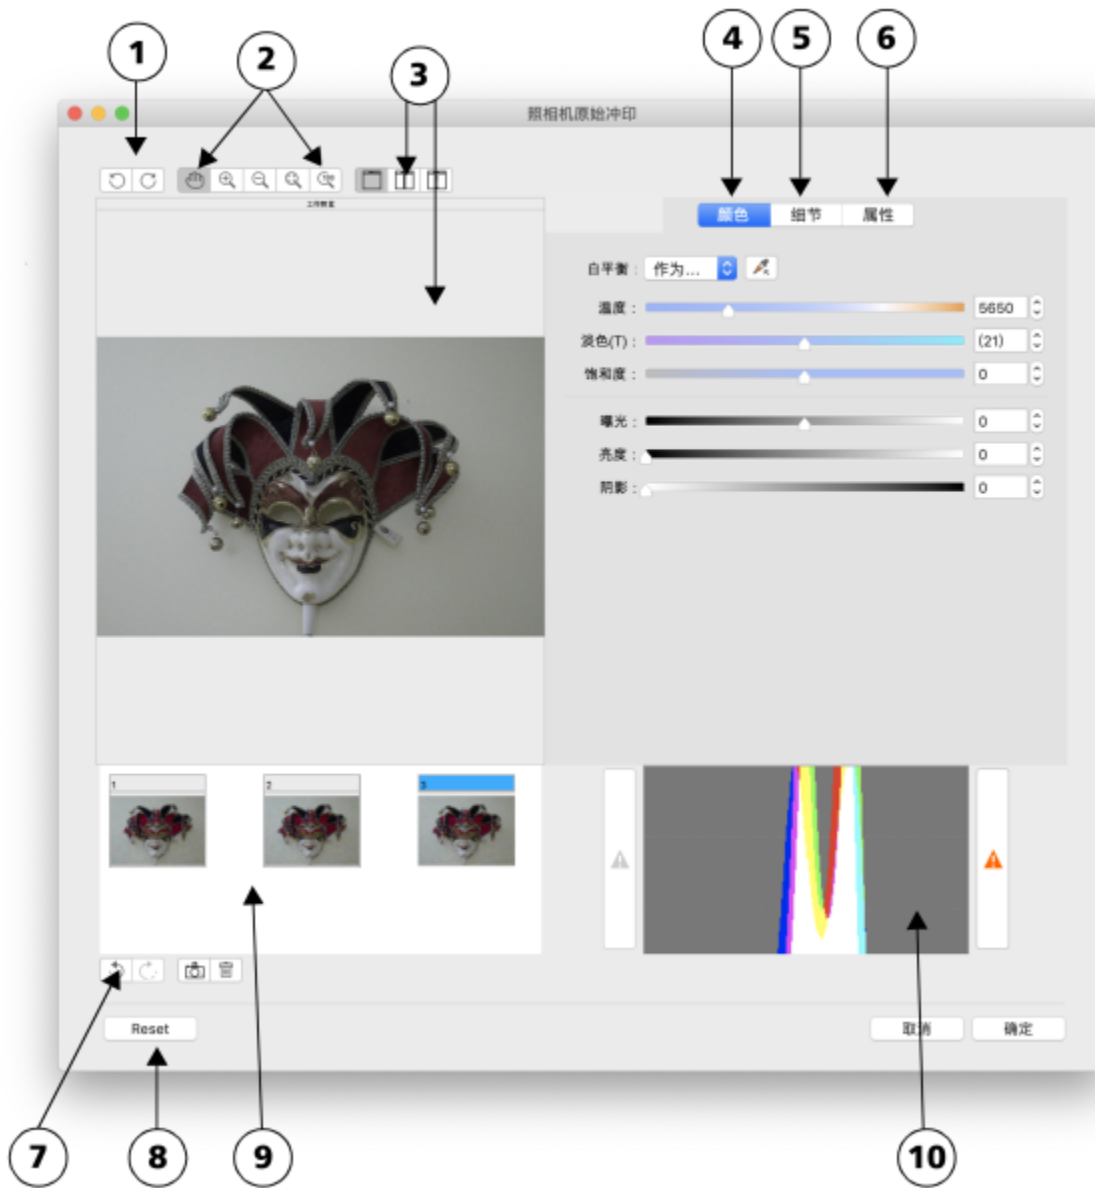 1
2
3
4
5
6
照相机原始冲印
颜色
细节
属性
白平衡：
作为...
温度：
5650
淡色(T)：
(21)
饱和度：
0
曝光：
0
亮度：
0
阴影：
0
1
2
3
Reset
取消
确定
7
8
9
10